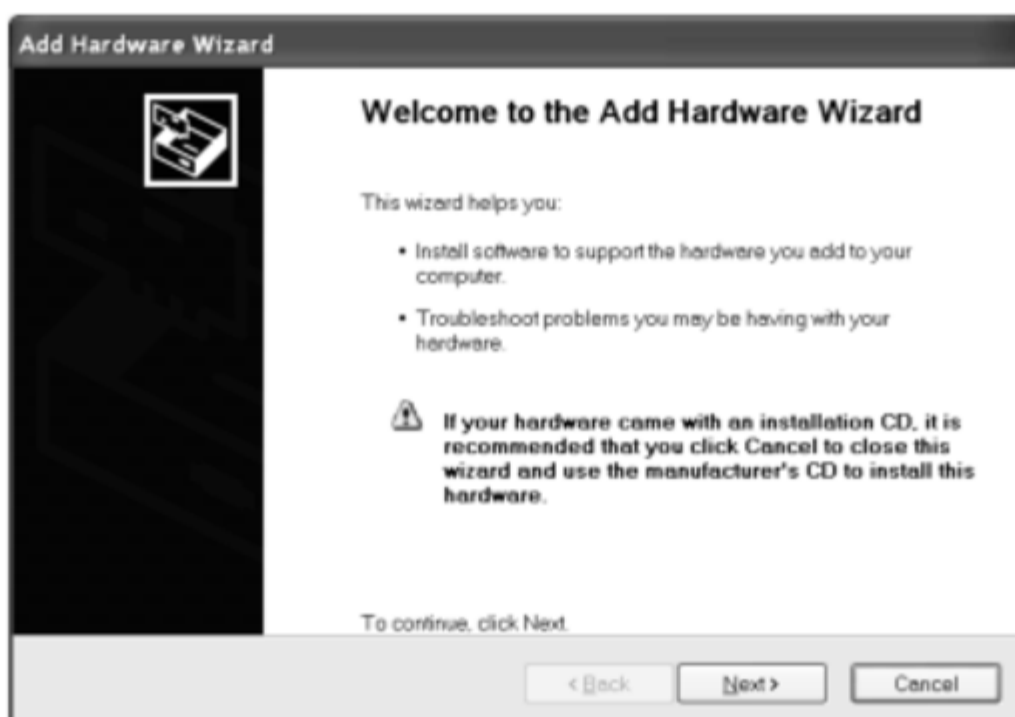 Add Hardware Wizard
Welcome to the Add Hardware Wizard
This wizard helps you:
• Install software to support the hardware you add to your
computer.
• Troubleshoot problems you may be having with your
hardware.
If your hardware came with an installation CD, it is
recommended that you click Cancel to close this
wizard and use the manufacturer's CD to install this
hardware.
To continue, click Next.
< Back Next > Cancel